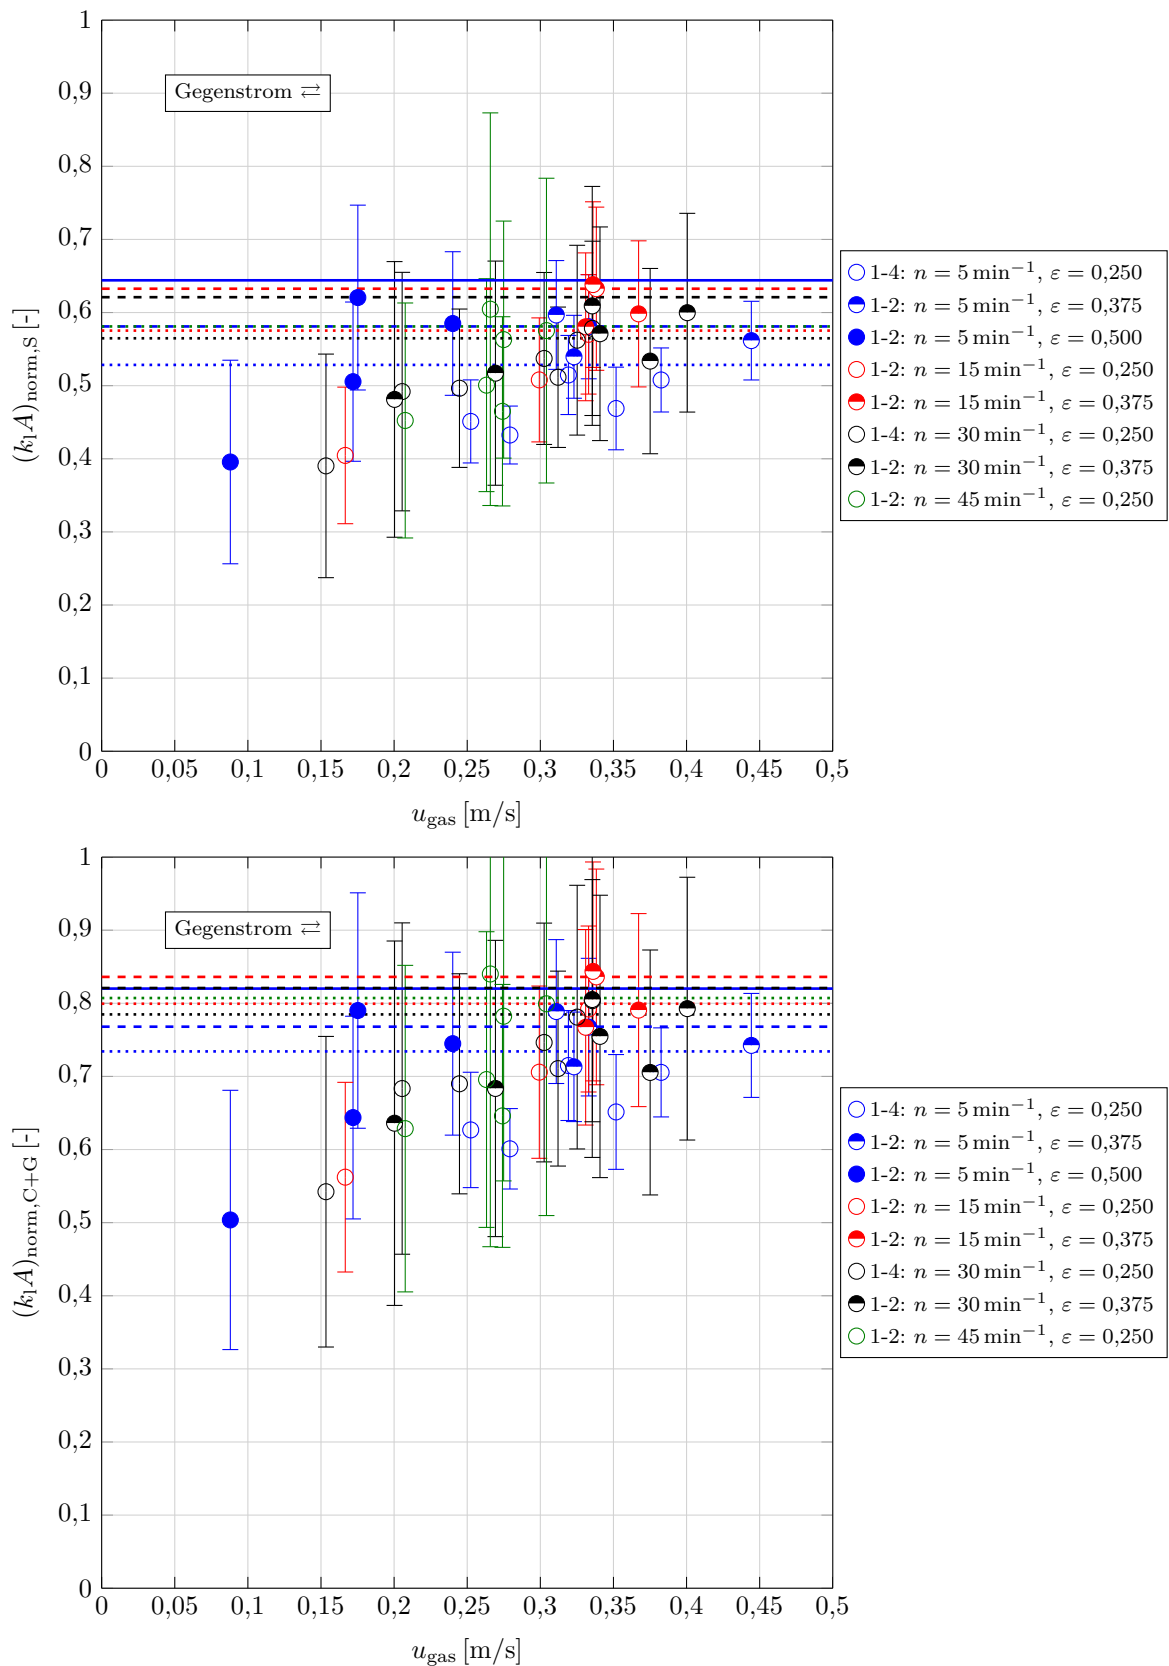 1
0,9
0,8
0,7
0,6
0,5
0,4
0,3
0,2
0,1
0
(k_l A)_norm,S [-]
Gegenstrom ⇄
0 0,05 0,1 0,15 0,2 0,25 0,3 0,35 0,4 0,45 0,5
u_gas [m/s]
1-4: n = 5 min⁻¹, ε = 0,250
1-2: n = 5 min⁻¹, ε = 0,375
1-2: n = 5 min⁻¹, ε = 0,500
1-2: n = 15 min⁻¹, ε = 0,250
1-2: n = 15 min⁻¹, ε = 0,375
1-4: n = 30 min⁻¹, ε = 0,250
1-2: n = 30 min⁻¹, ε = 0,375
1-2: n = 45 min⁻¹, ε = 0,250
1
0,9
0,8
0,7
0,6
0,5
0,4
0,3
0,2
0,1
0
(k_l A)_norm,C+G [-]
Gegenstrom ⇄
0 0,05 0,1 0,15 0,2 0,25 0,3 0,35 0,4 0,45 0,5
u_gas [m/s]
1-4: n = 5 min⁻¹, ε = 0,250
1-2: n = 5 min⁻¹, ε = 0,375
1-2: n = 5 min⁻¹, ε = 0,500
1-2: n = 15 min⁻¹, ε = 0,250
1-2: n = 15 min⁻¹, ε = 0,375
1-4: n = 30 min⁻¹, ε = 0,250
1-2: n = 30 min⁻¹, ε = 0,375
1-2: n = 45 min⁻¹, ε = 0,250